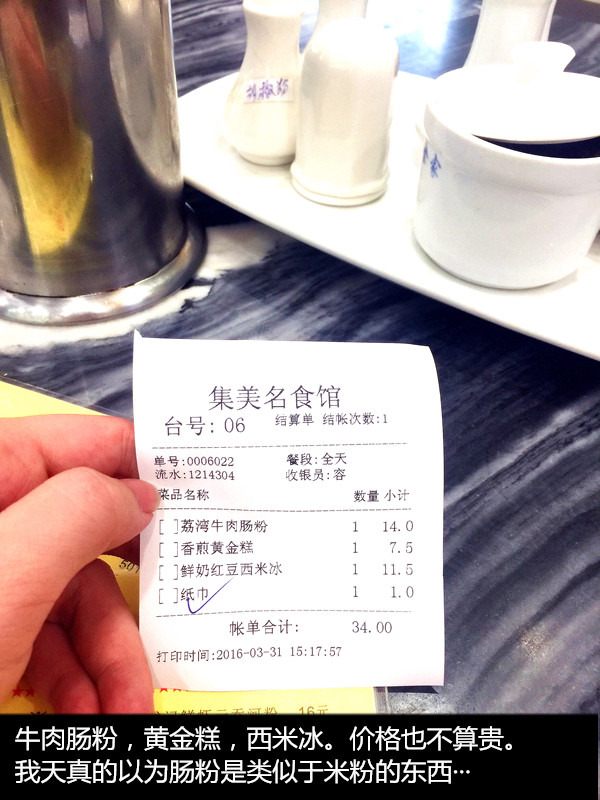 胡椒粉
集美名食馆
台号: 06 结算单 结帐次数:1
单号:0006022 餐段:全天
流水:1214304 收银员:容
菜品名称 数量 小计
[ ]荔湾牛肉肠粉 1 14.0
[ ]香煎黄金糕 1 7.5
[ ]鲜奶红豆西米冰 1 11.5
[ ]纸巾 1 1.0
帐单合计: 34.00
打印时间:2016-03-31 15:17:57
16元
牛肉肠粉，黄金糕，西米冰。价格也不算贵。
我天真的以为肠粉是类似于米粉的东西…